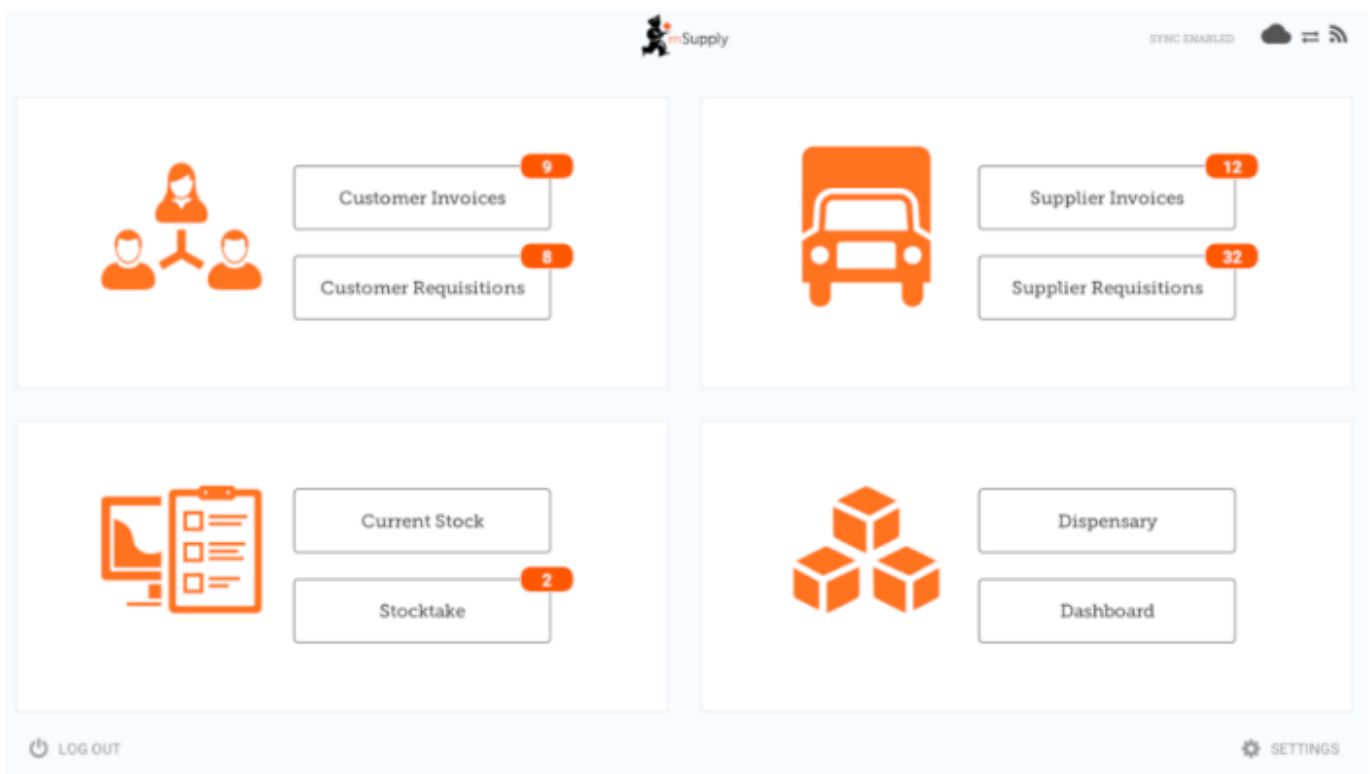 mSupply
SYNC ENABLED
9
Customer Invoices
8
Customer Requisitions
12
Supplier Invoices
32
Supplier Requisitions
Current Stock
2
Stocktake
Dispensary
Dashboard
LOG OUT
SETTINGS